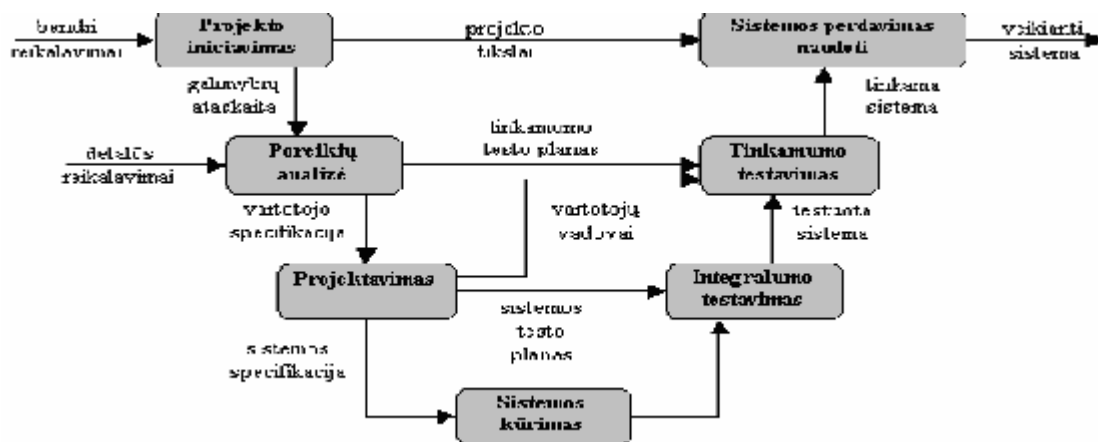 bendri
reikalavimai
Projekto
iniciavimas
projekto
tikslai
Sistemos perdavimas
naudoti
veikianti
sistema
galimybių
ataskaita
tinkama
sistema
detalūs
reikalavimai
Poreikių
analizė
tinkamumo
testo planas
Tinkamumo
testavimas
vartotojo
specifikacija
vartotojų
vadovai
testuota
sistema
Projektavimas
Integralumo
testavimas
sistemos
testo
planas
sistemos
specifikacija
Sistemos
kūrimas